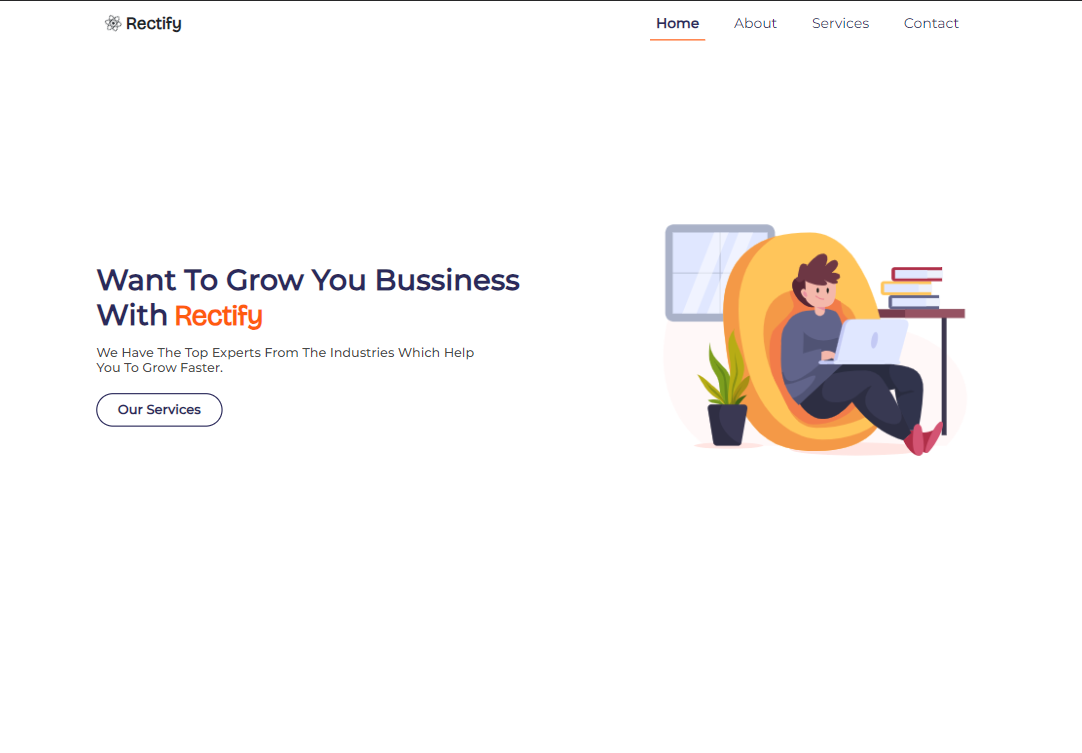 Rectify
Home About Services Contact
Want To Grow You Bussiness
With Rectify
We Have The Top Experts From The Industries Which Help
You To Grow Faster.
Our Services